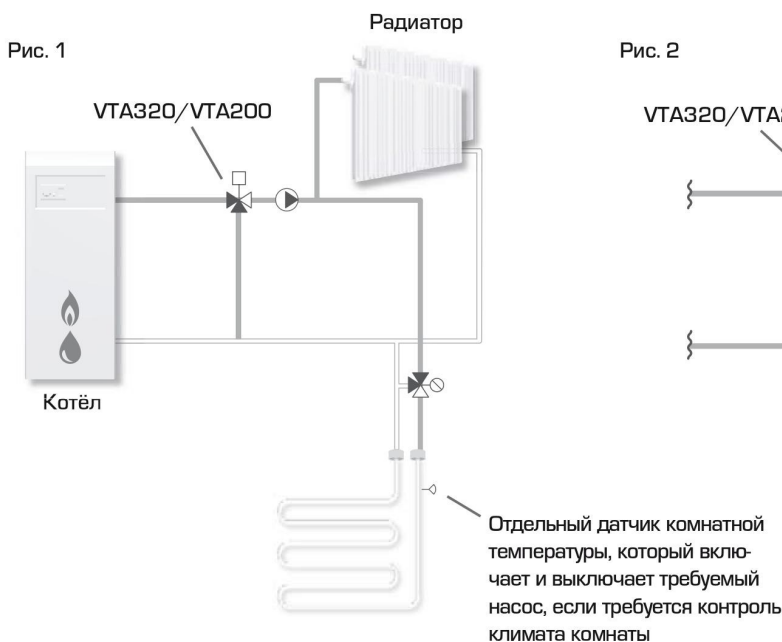 Радиатор
Рис. 1
Рис. 2
VTA320/VTA200
Котёл
Отдельный датчик комнатной
температуры, который вклю-
чает и выключает требуемый
насос, если требуется контроль
климата комнаты